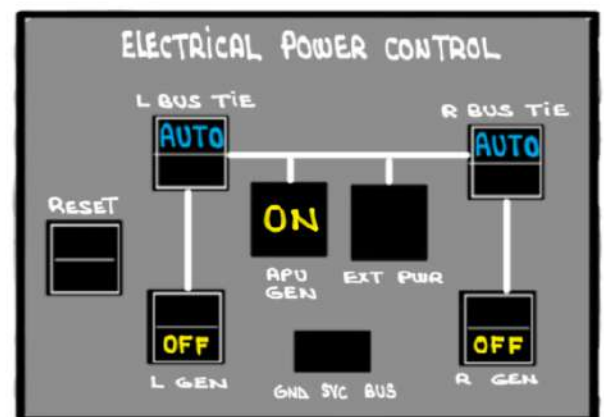 ELECTRICAL POWER CONTROL
L BUS TIE
R BUS TIE
AUTO
AUTO
RESET
ON
APU
GEN
EXT PWR
OFF
OFF
L GEN
GND SVC BUS
R GEN